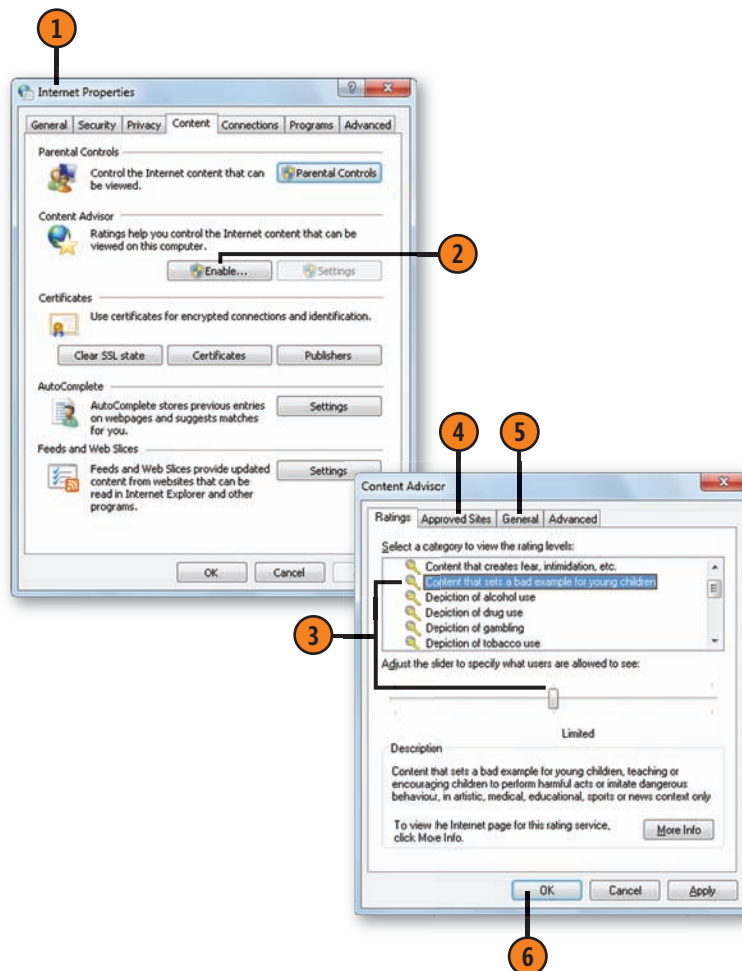 1
Internet Properties
General Security Privacy Content Connections Programs Advanced
Parental Controls
Control the Internet content that can
be viewed.
Parental Controls
Content Advisor
Ratings help you control the Internet content that can be
viewed on this computer.
2
Enable... Settings
Certificates
Use certificates for encrypted connections and identification.
Clear SSL state Certificates Publishers
AutoComplete
AutoComplete stores previous entries
on webpages and suggests matches
for you.
Settings
Feeds and Web Slices
Feeds and Web Slices provide updated
content from websites that can be
read in Internet Explorer and other
programs.
Settings
OK Cancel
4 5
Content Advisor
Ratings Approved Sites General Advanced
Select a category to view the rating levels:
Content that creates fear, intimidation, etc.
Content that sets a bad example for young children
Depiction of alcohol use
Depiction of drug use
Depiction of gambling
Depiction of tobacco use
3
Adjust the slider to specify what users are allowed to see:
Limited
Description
Content that sets a bad example for young children, teaching or
encouraging children to perform harmful acts or imitate dangerous
behaviour, in artistic, medical, educational, sports or news context only
To view the Internet page for this rating service,
click More Info.
More Info
OK Cancel Apply
6